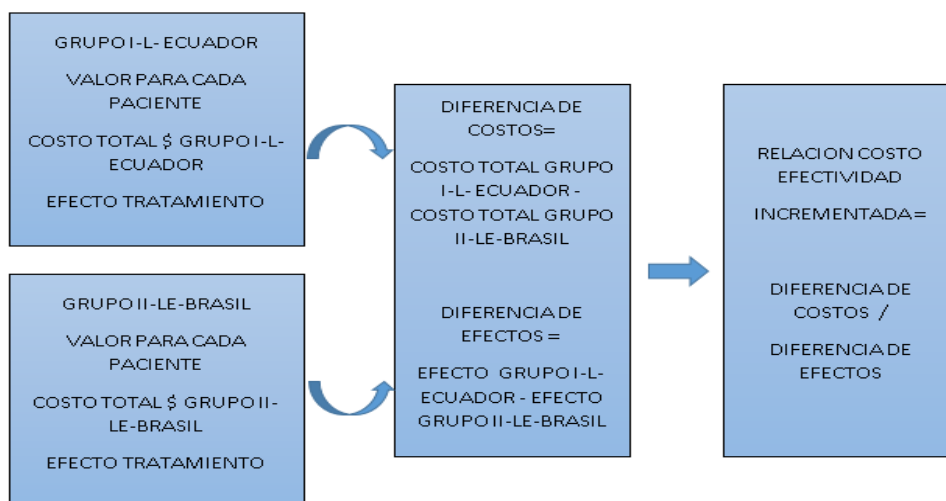 GRUPO I-L- ECUADOR
VALOR PARA CADA
PACIENTE
COSTO TOTAL $ GRUPO I-L-
ECUADOR
EFECTO TRATAMIENTO
GRUPO II-LE-BRASIL
VALOR PARA CADA
PACIENTE
COSTO TOTAL $ GRUPO II-
LE-BRASIL
EFECTO TRATAMIENTO
DIFERENCIA DE
COSTOS=
COSTO TOTAL GRUPO
I-L- ECUADOR -
COSTO TOTAL GRUPO
II-LE-BRASIL
DIFERENCIA DE
EFECTOS =
EFECTO GRUPO I-L-
ECUADOR - EFECTO
GRUPO II-LE-BRASIL
RELACION COSTO
EFECTIVIDAD
INCREMENTADA=
DIFERENCIA DE
COSTOS /
DIFERENCIA DE
EFECTOS